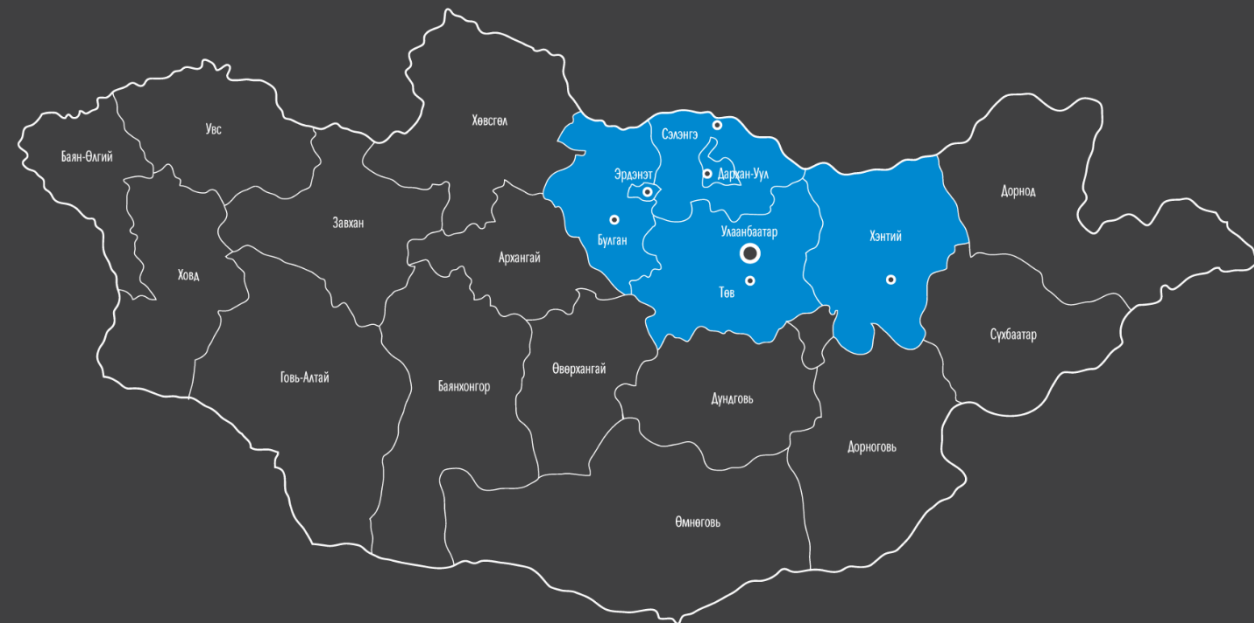 Хөвсгөл
Увс
Сэлэнгэ
Баян-Өлгий
Эрдэнэт
Дархан-Уул
Дорнод
Завхан
Улаанбаатар
Хэнтий
Булган
Архангай
Ховд
Төв
Сүхбаатар
Өвөрхангай
Говь-Алтай
Баянхонгор
Дундговь
Дорноговь
Өмнөговь